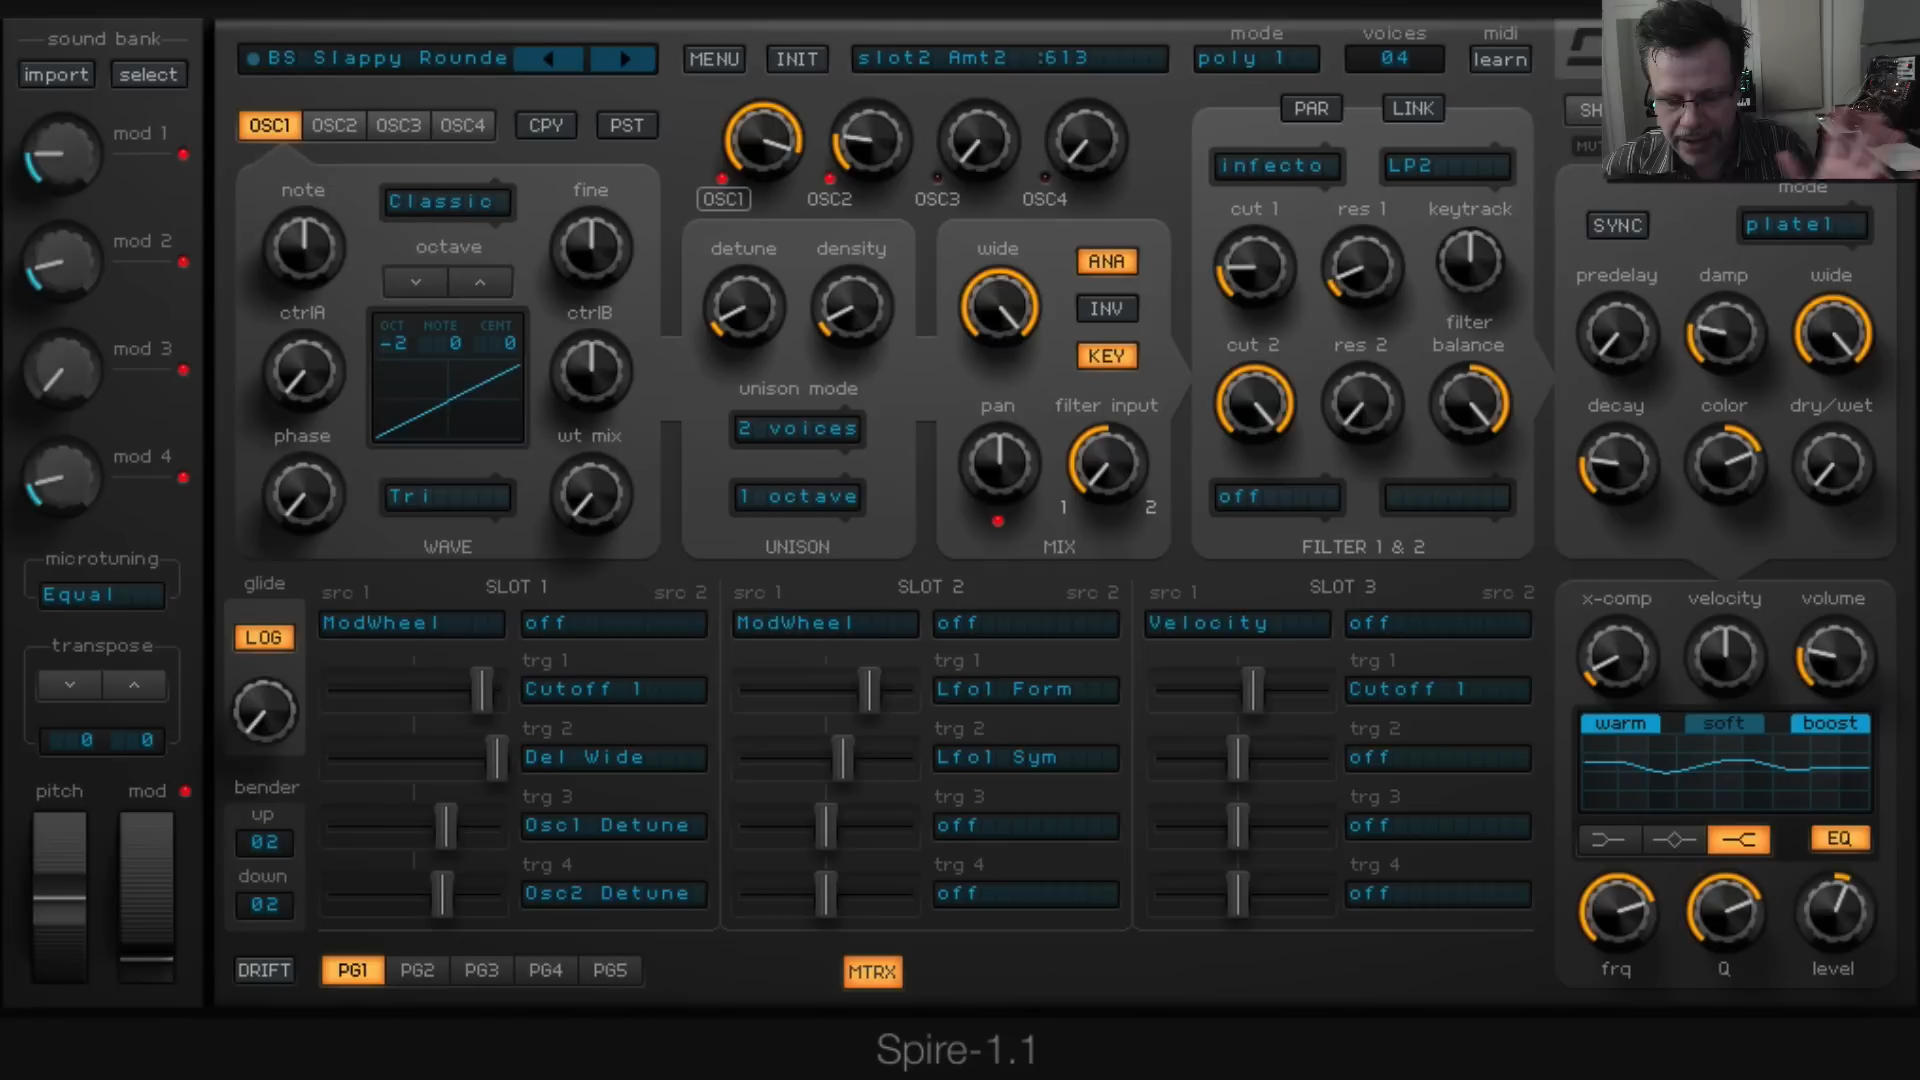 sound bank
import select
mod 1
mod 2
mod 3
mod 4
microtuning
Equal
transpose
0 0
pitch mod
BS Slappy Rounde
MENU INIT
slot2 Amt2 :613
mode
poly 1
voices
04
midi
learn
OSC1 OSC2 OSC3 OSC4 CPY PST
OSC1 OSC2 OSC3 OSC4
note
Classic
fine
octave
ctrlA
ctrlB
OCT NOTE CENT
-2 0 0
phase
wt mix
Tri
WAVE
detune density
unison mode
2 voices
1 octave
UNISON
wide
ANA
INV
KEY
pan filter input
1 2
MIX
PAR LINK
infecto LP2
cut 1 res 1 keytrack
filter
cut 2 res 2 balance
off
FILTER 1 & 2
SH
MU
mode
SYNC plate1
predelay damp wide
decay color dry/wet
glide
LOG
bender
up
02
down
02
DRIFT
src 1 SLOT 1 src 2
ModWheel off
trg 1
Cutoff 1
trg 2
Del Wide
trg 3
Osc1 Detune
trg 4
Osc2 Detune
src 1 SLOT 2 src 2
ModWheel off
trg 1
Lfo1 Form
trg 2
Lfo1 Sym
trg 3
off
trg 4
off
src 1 SLOT 3 src 2
Velocity off
trg 1
Cutoff 1
trg 2
off
trg 3
off
trg 4
off
PG1 PG2 PG3 PG4 PG5
MTRX
x-comp velocity volume
warm soft boost
EQ
frq Q level
Spire-1.1